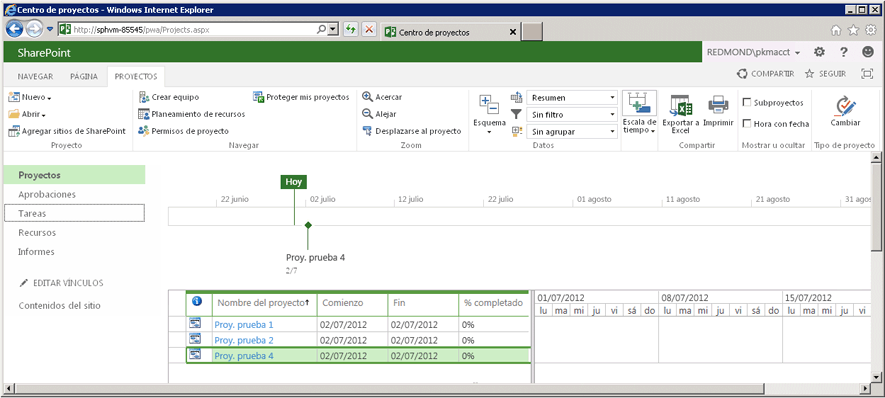 Centro de proyectos - Windows Internet Explorer
http://sphvm-85545/pwa/Projects.aspx
Centro de proyectos
SharePoint
REDMOND\pkmacct
NAVEGAR PÁGINA PROYECTOS
COMPARTIR SEGUIR
Nuevo
Abrir
Agregar sitios de SharePoint
Proyecto
Crear equipo
Planeamiento de recursos
Permisos de proyecto
Proteger mis proyectos
Navegar
Acercar
Alejar
Desplazarse al proyecto
Zoom
Esquema
Resumen
Sin filtro
Sin agrupar
Datos
Escala de
tiempo
Exportar a
Excel
Imprimir
Compartir
Subproyectos
Hora con fecha
Mostrar u ocultar
Cambiar
Tipo de proyecto
Proyectos
Aprobaciones
Tareas
Recursos
Informes
EDITAR VÍNCULOS
Contenidos del sitio
Hoy
22 junio 02 julio 12 julio 22 julio 01 agosto 11 agosto 21 agosto 31 agos
Proy. prueba 4
2/7
Nombre del proyecto Comienzo Fin % completado
Proy. prueba 1 02/07/2012 02/07/2012 0%
Proy. prueba 2 02/07/2012 02/07/2012 0%
Proy. prueba 4 02/07/2012 02/07/2012 0%
01/07/2012 08/07/2012 15/07/2012
lu ma mi ju vi sá do lu ma mi ju vi sá do lu ma mi ju vi